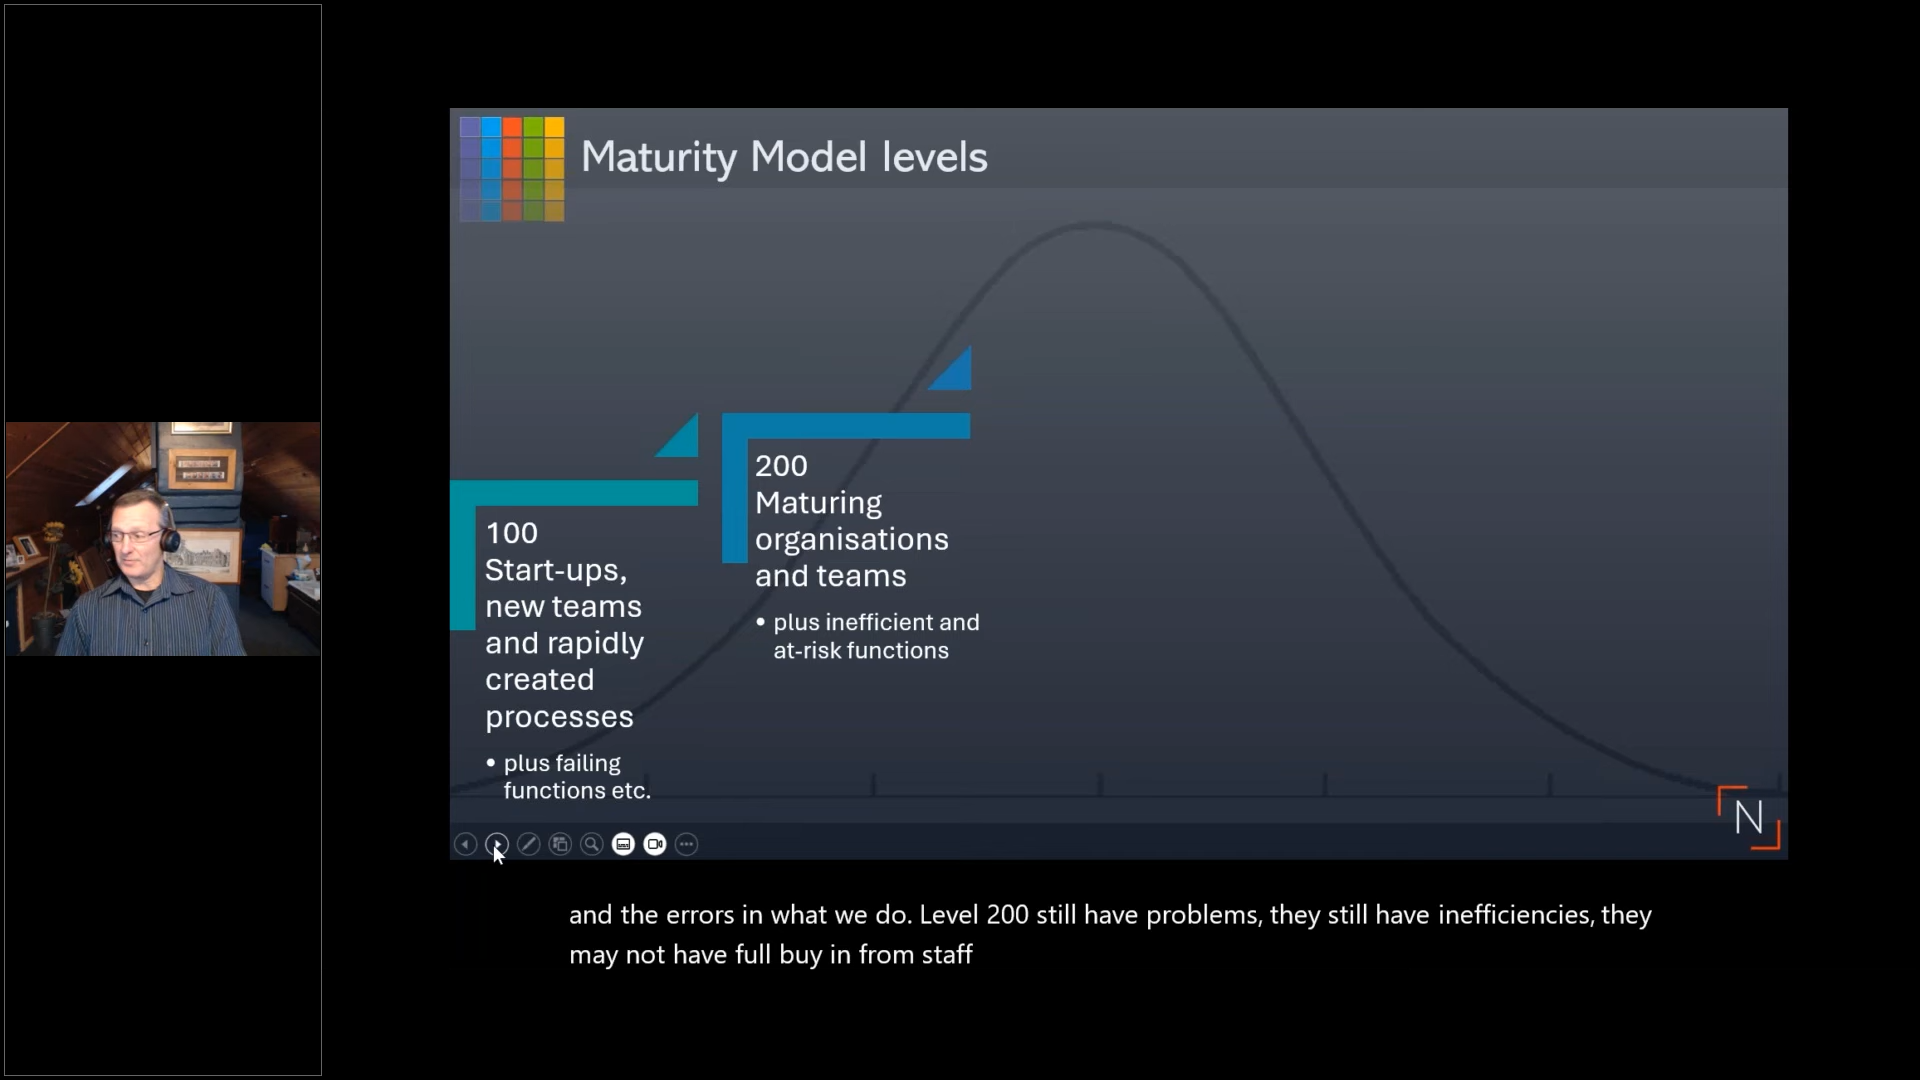 Maturity Model levels
100
Start-ups,
new teams
and rapidly
created
processes
• plus failing
functions etc.
200
Maturing
organisations
and teams
• plus inefficient and
at-risk functions
N
and the errors in what we do. Level 200 still have problems, they still have inefficiencies, they
may not have full buy in from staff